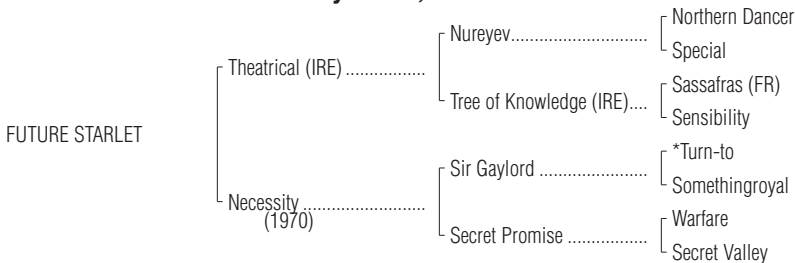 Northern Dancer
Nureyev
Special
Theatrical (IRE)
Sassafras (FR)
Tree of Knowledge (IRE)
Sensibility
FUTURE STARLET
*Turn-to
Sir Gaylord
Somethingroyal
Necessity
(1970)
Warfare
Secret Promise
Secret Valley